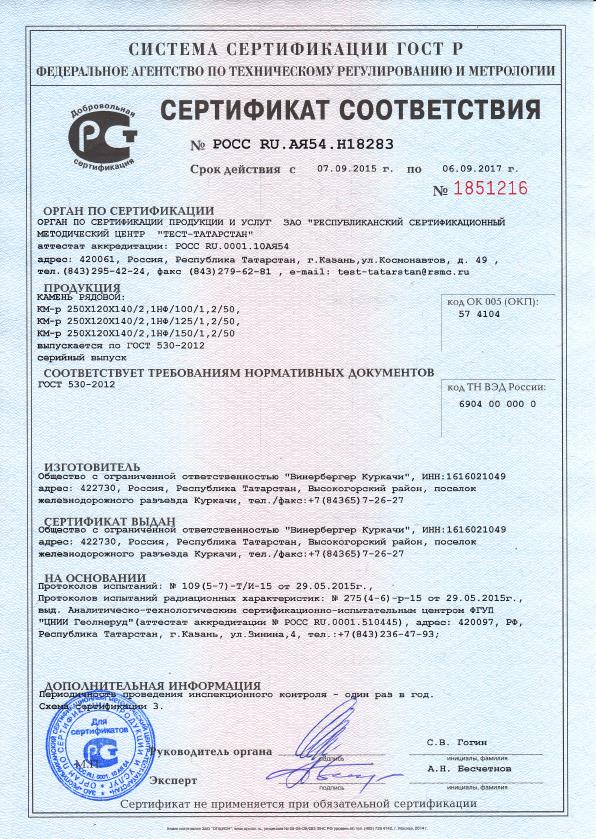 СИСТЕМА СЕРТИФИКАЦИИ ГОСТ Р
ФЕДЕРАЛЬНОЕ АГЕНТСТВО ПО ТЕХНИЧЕСКОМУ РЕГУЛИРОВАНИЮ И МЕТРОЛОГИИ
Добровольная
РСТ
сертификация
СЕРТИФИКАТ СООТВЕТСТВИЯ
№ РОСС RU.АЯ54.Н18283
Срок действия с 07.09.2015 г. по 06.09.2017 г.
№ 1851216
ОРГАН ПО СЕРТИФИКАЦИИ
ОРГАН ПО СЕРТИФИКАЦИИ ПРОДУКЦИИ И УСЛУГ ЗАО "РЕСПУБЛИКАНСКИЙ СЕРТИФИКАЦИОННЫЙ
МЕТОДИЧЕСКИЙ ЦЕНТР "ТЕСТ-ТАТАРСТАН"
аттестат аккредитации: РОСС RU.0001.10АЯ54
адрес: 420061, Россия, Республика Татарстан, г.Казань,ул.Космонавтов, д. 49 ,
тел.(843)295-42-24, факс (843)279-62-81 , e-mail: test-tatarstan@rsmc.ru
ПРОДУКЦИЯ
КАМЕНЬ РЯДОВОЙ:
КМ-р 250Х120Х140/2,1НФ/100/1,2/50,
КМ-р 250Х120Х140/2,1НФ/125/1,2/50,
КМ-р 250Х120Х140/2,1НФ/150/1,2/50
выпускается по ГОСТ 530-2012
серийный выпуск
код ОК 005 (ОКП):
57 4104
СООТВЕТСТВУЕТ ТРЕБОВАНИЯМ НОРМАТИВНЫХ ДОКУМЕНТОВ
ГОСТ 530-2012
код ТН ВЭД России:
6904 00 000 0
ИЗГОТОВИТЕЛЬ
Общество с ограниченной ответственностью "Винербергер Куркачи", ИНН:1616021049
адрес: 422730, Россия, Республика Татарстан, Высокогорский район, поселок
железнодорожного разъезда Куркачи, тел./факс:+7(84365)7-26-27
СЕРТИФИКАТ ВЫДАН
Общество с ограниченной ответственностью "Винербергер Куркачи", ИНН:1616021049
адрес: 422730, Россия, Республика Татарстан, Высокогорский район, поселок
железнодорожного разъезда Куркачи, тел./факс:+7(84365)7-26-27
НА ОСНОВАНИИ
Протоколов испытаний: № 109(5-7)-Т/И-15 от 29.05.2015г.,
Протоколов испытаний радиационных характеристик: № 275(4-6)-р-15 от 29.05.2015г.,
выд. Аналитическо-технологическим сертификационно-испытательным центром ФГУП
"ЦНИИ Геолнеруд"(аттестат аккредитации № РОСС RU.0001.510445), адрес: 420097, РФ,
Республика Татарстан, г.Казань, ул.Зинина,4, тел.:+7(843)236-47-93;
ДОПОЛНИТЕЛЬНАЯ ИНФОРМАЦИЯ
Периодичность проведения инспекционного контроля - один раз в год.
Схема сертификации 3.
Для
сертификатов
М.П.
Руководитель органа
подпись
С.В. Гогин
инициалы, фамилия
Эксперт
подпись
А.Н. Бесчетнов
инициалы, фамилия
Сертификат не применяется при обязательной сертификации